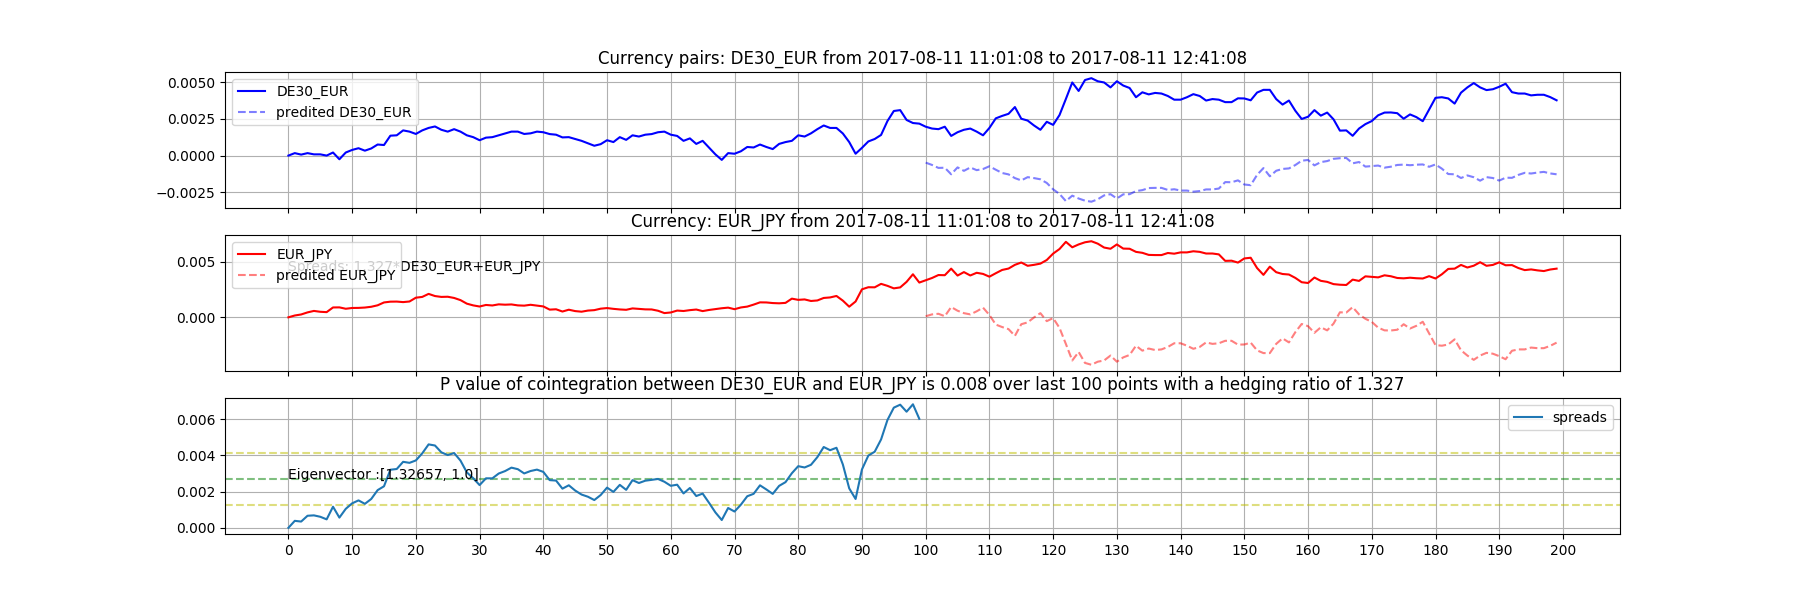 Currency pairs: DE30_EUR from 2017-08-11 11:01:08 to 2017-08-11 12:41:08
0.0050
0.0025
0.0000
−0.0025
DE30_EUR
predited DE30_EUR
Currency: EUR_JPY from 2017-08-11 11:01:08 to 2017-08-11 12:41:08
0.005
0.000
EUR_JPY
Spreads: 1.327*DE30_EUR+EUR_JPY
predited EUR_JPY
P value of cointegration between DE30_EUR and EUR_JPY is 0.008 over last 100 points with a hedging ratio of 1.327
0.006
0.004
0.002
0.000
spreads
Eigenvector :[1.32657, 1.0]
0 10 20 30 40 50 60 70 80 90 100 110 120 130 140 150 160 170 180 190 200